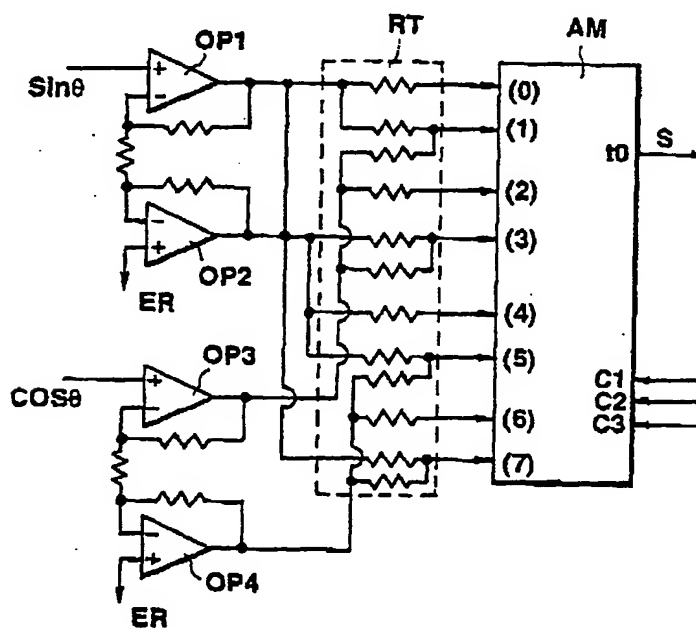 RT
AM
OP1
+
−
Sinθ
(0)
(1)
t0
S
(2)
−
+
OP2
ER
(3)
(4)
OP3
+
−
COSθ
(5)
C1
C2
C3
(6)
(7)
−
+
OP4
ER